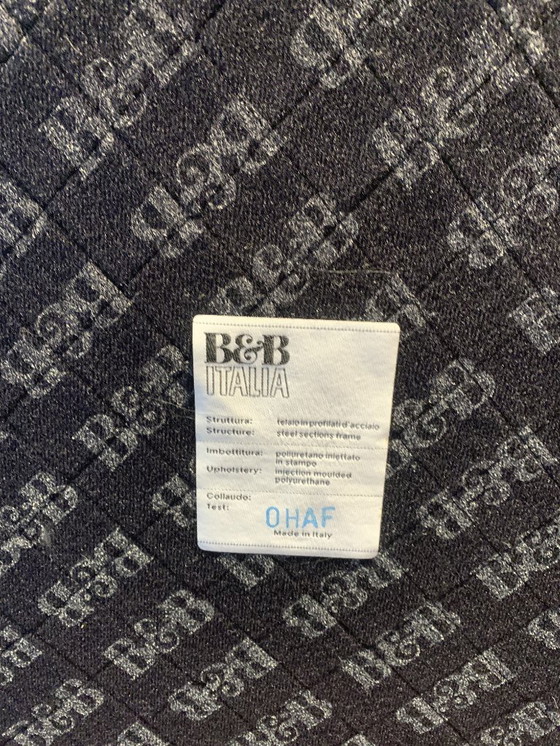 B&B
ITALIA
Struttura: telaio in profilati d'acciaio
Structure: steel sections frame
Imbottitura: poliuretano iniettato
in stampo
Upholstery: injection moulded
polyurethane
Collaudo:
Test: OHAF
Made in Italy
B&B
B&B
B&B
B&B
B&B
B&B
B&B
B&B
B&B
B&B
B&B
B&B
B&B
B&B